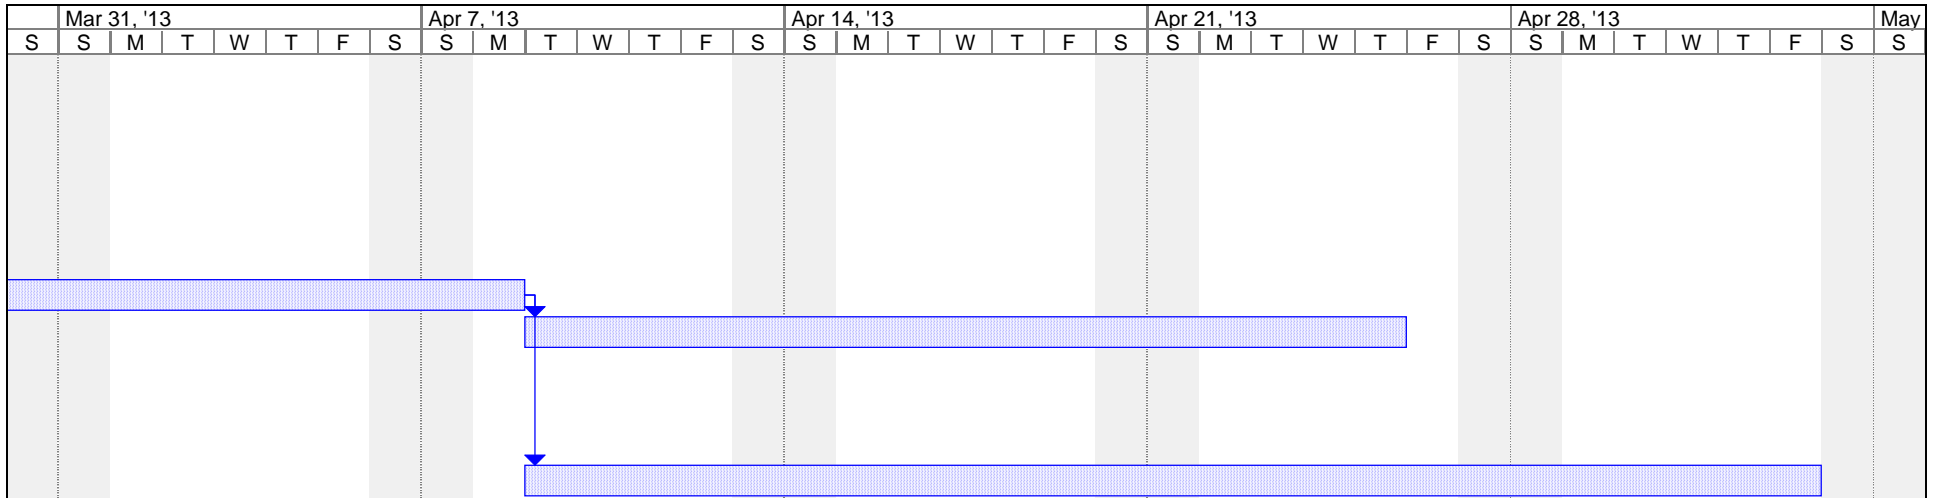 Mar 31, '13 Apr 7, '13 Apr 14, '13 Apr 21, '13 Apr 28, '13 May
S S M T W T F S S M T W T F S S M T W T F S S M T W T F S S M T W T F S S